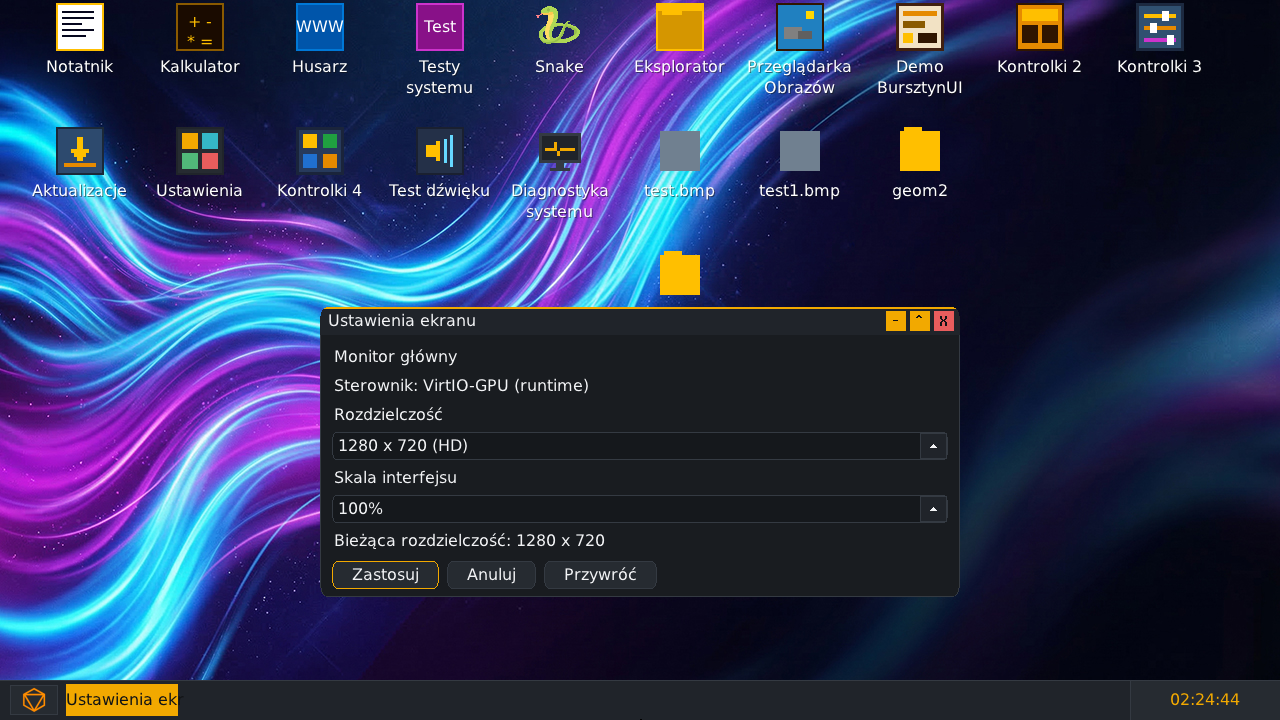 WWW
Test
Notatnik
Kalkulator
Husarz
Testy
systemu
Snake
Eksplorator
Przeglądarka
Obrazów
Demo
BursztynUI
Kontrolki 2
Kontrolki 3
Aktualizacje
Ustawienia
Kontrolki 4
Test dźwięku
Diagnostyka
systemu
test.bmp
test1.bmp
geom2
Ustawienia ekranu
Monitor główny
Sterownik: VirtIO-GPU (runtime)
Rozdzielczość
1280 x 720 (HD)
Skala interfejsu
100%
Bieżąca rozdzielczość: 1280 x 720
Zastosuj
Anuluj
Przywróć
Ustawienia ekr
02:24:44